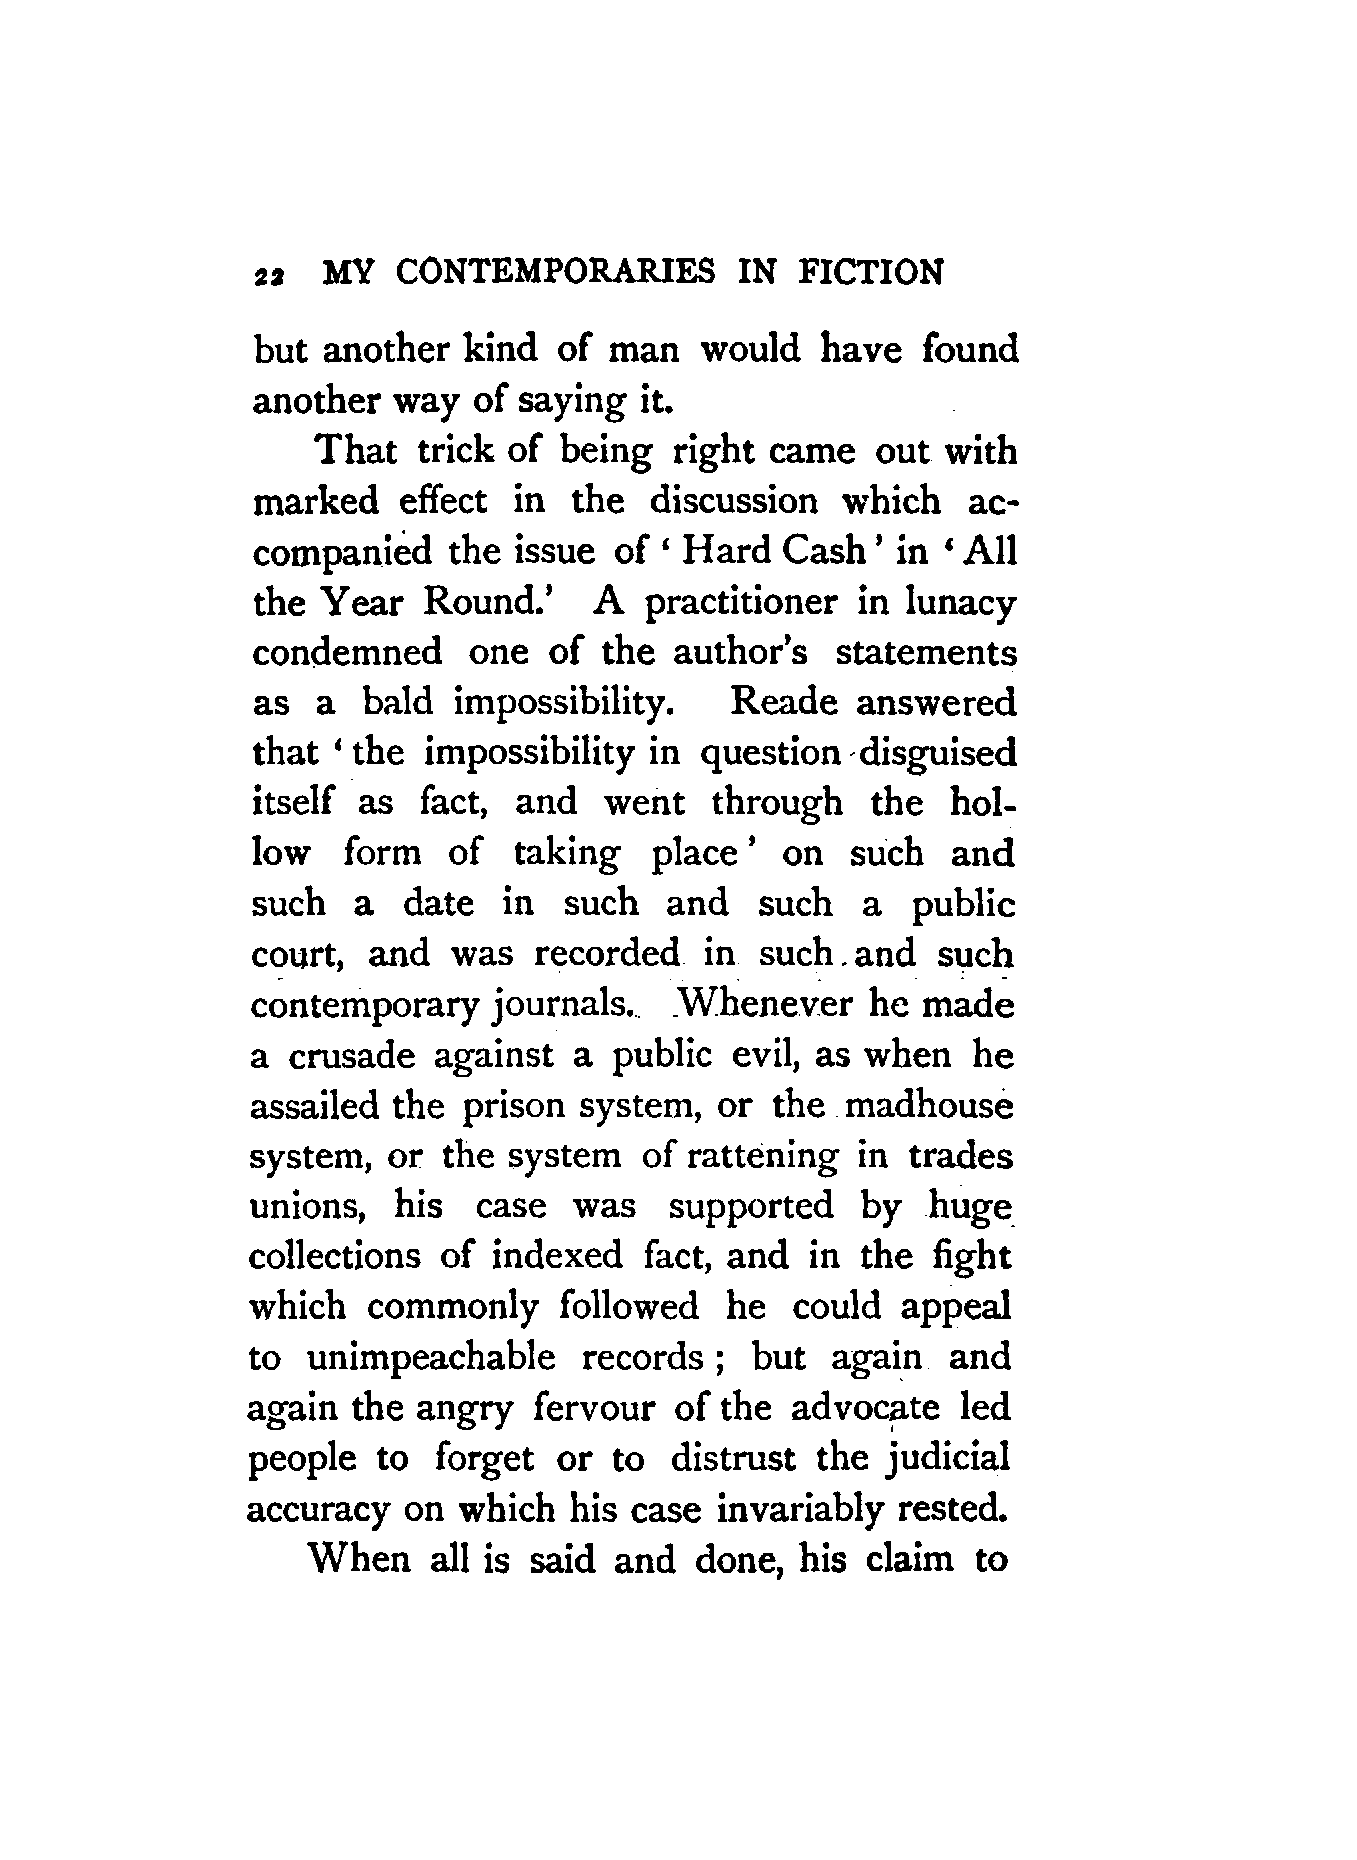 22 MY CONTEMPORARIES IN FICTION
but another kind of man would have found
another way of saying it.
That trick of being right came out with
marked effect in the discussion which ac-
companied the issue of ‘ Hard Cash ’ in ‘ All
the Year Round.’ A practitioner in lunacy
condemned one of the author’s statements
as a bald impossibility. Reade answered
that ‘ the impossibility in question disguised
itself as fact, and went through the hol-
low form of taking place ’ on such and
such a date in such and such a public
court, and was recorded in such and such
contemporary journals. Whenever he made
a crusade against a public evil, as when he
assailed the prison system, or the madhouse
system, or the system of rattening in trades
unions, his case was supported by huge
collections of indexed fact, and in the fight
which commonly followed he could appeal
to unimpeachable records ; but again and
again the angry fervour of the advocate led
people to forget or to distrust the judicial
accuracy on which his case invariably rested.
When all is said and done, his claim to